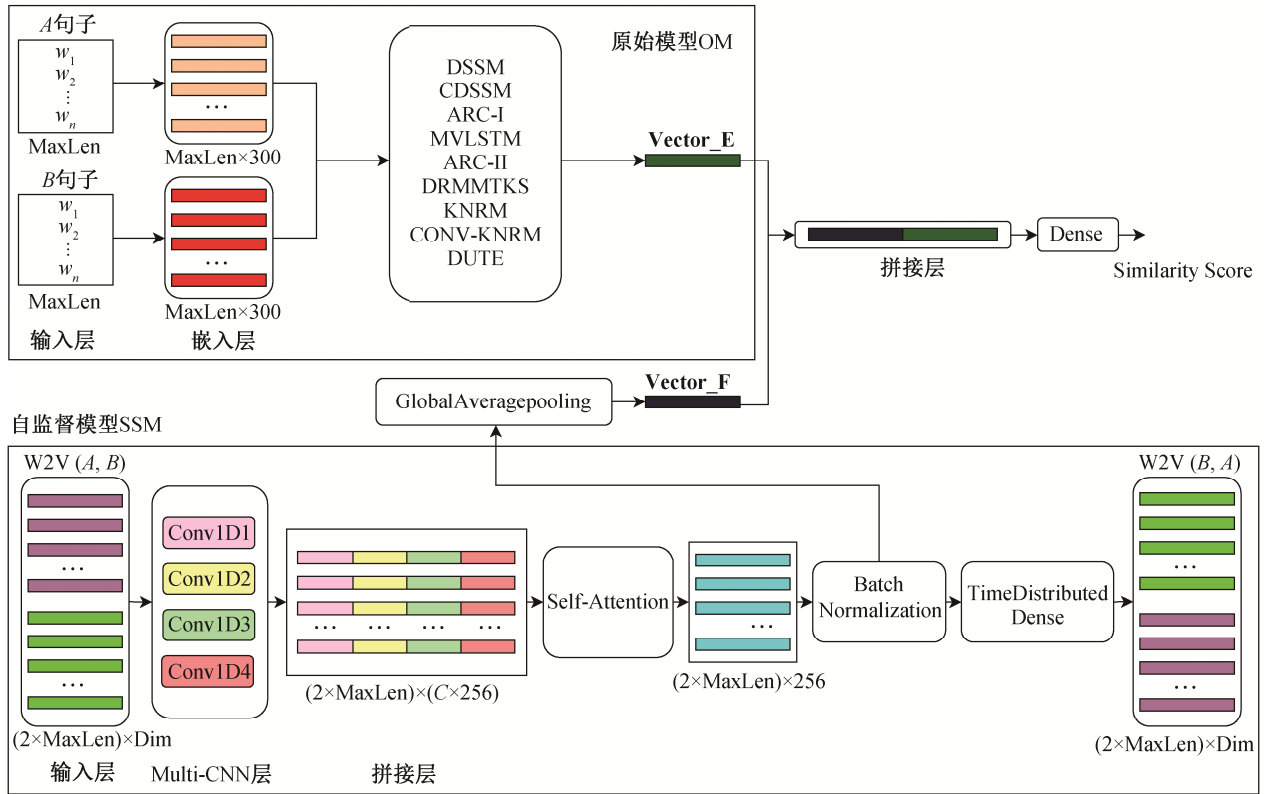 A句子
w1
w2
⋮
wn
MaxLen
MaxLen×300
B句子
w1
w2
⋮
wn
MaxLen
MaxLen×300
输入层
嵌入层
…
…
原始模型OM
DSSM
CDSSM
ARC-I
MVLSTM
ARC-II
DRMMTKS
KNRM
CONV-KNRM
DUTE
Vector_E
拼接层
Dense
Similarity Score
GlobalAveragepooling
Vector_F
自监督模型SSM
W2V (A, B)
…
…
(2×MaxLen)×Dim
输入层
Conv1D1
Conv1D2
Conv1D3
Conv1D4
Multi-CNN层
… … … …
(2×MaxLen)×(C×256)
拼接层
Self-Attention
…
(2×MaxLen)×256
Batch
Normalization
TimeDistributed
Dense
W2V (B, A)
…
…
(2×MaxLen)×Dim